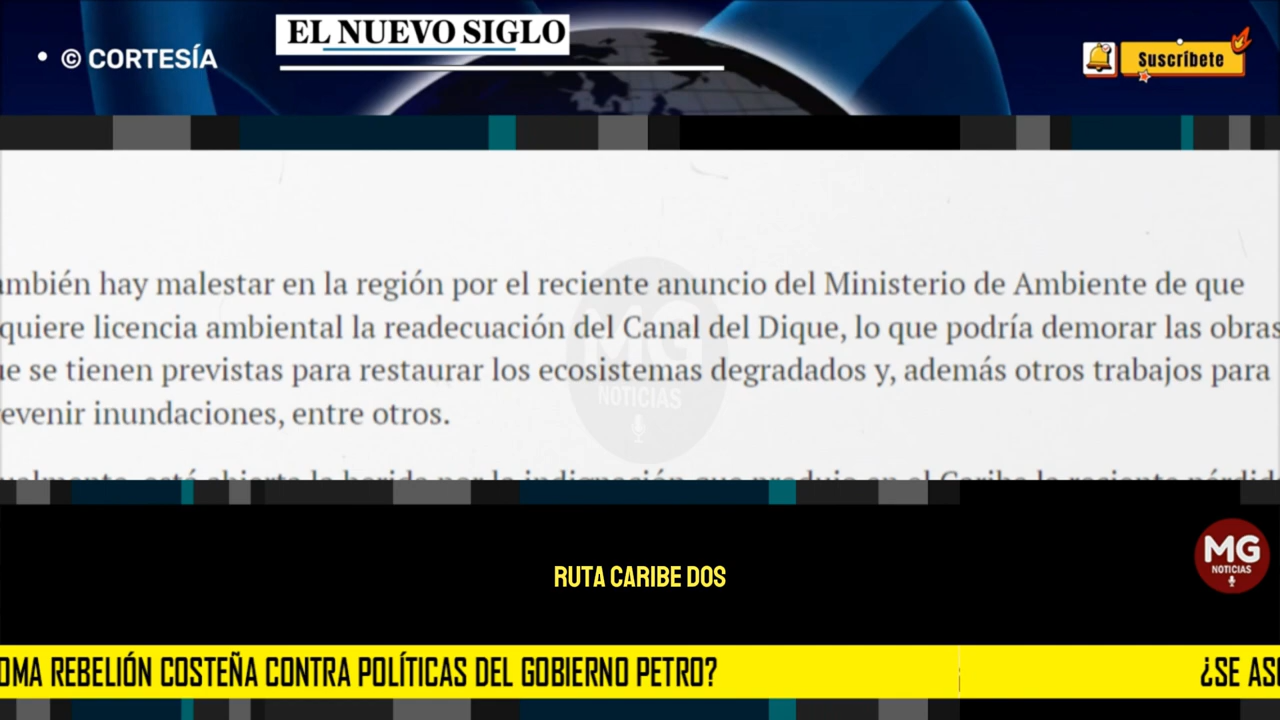 • © CORTESÍA
EL NUEVO SIGLO
Suscríbete
ambién hay malestar en la región por el reciente anuncio del Ministerio de Ambiente de que
quiere licencia ambiental la readecuación del Canal del Dique, lo que podría demorar las obras
ue se tienen previstas para restaurar los ecosistemas degradados y, además otros trabajos para
revenir inundaciones, entre otros.
MG
NOTICIAS
RUTA CARIBE DOS
MG
NOTICIAS
OMA REBELIÓN COSTEÑA CONTRA POLÍTICAS DEL GOBIERNO PETRO?
¿SE AS